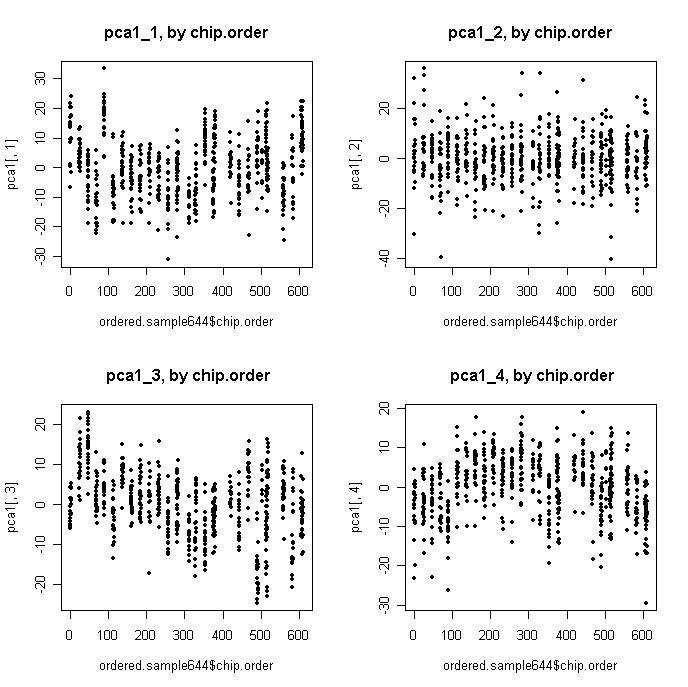 pca1_1, by chip.order
pca1_2, by chip.order
pca1[, 1]
30
20
10
0
-10
-20
-30
0 100 200 300 400 500 600
ordered.sample644$chip.order
pca1[, 2]
20
0
-20
-40
0 100 200 300 400 500 600
ordered.sample644$chip.order
pca1_3, by chip.order
pca1_4, by chip.order
pca1[, 3]
20
10
0
-10
-20
0 100 200 300 400 500 600
ordered.sample644$chip.order
pca1[, 4]
20
10
0
-10
-20
-30
0 100 200 300 400 500 600
ordered.sample644$chip.order